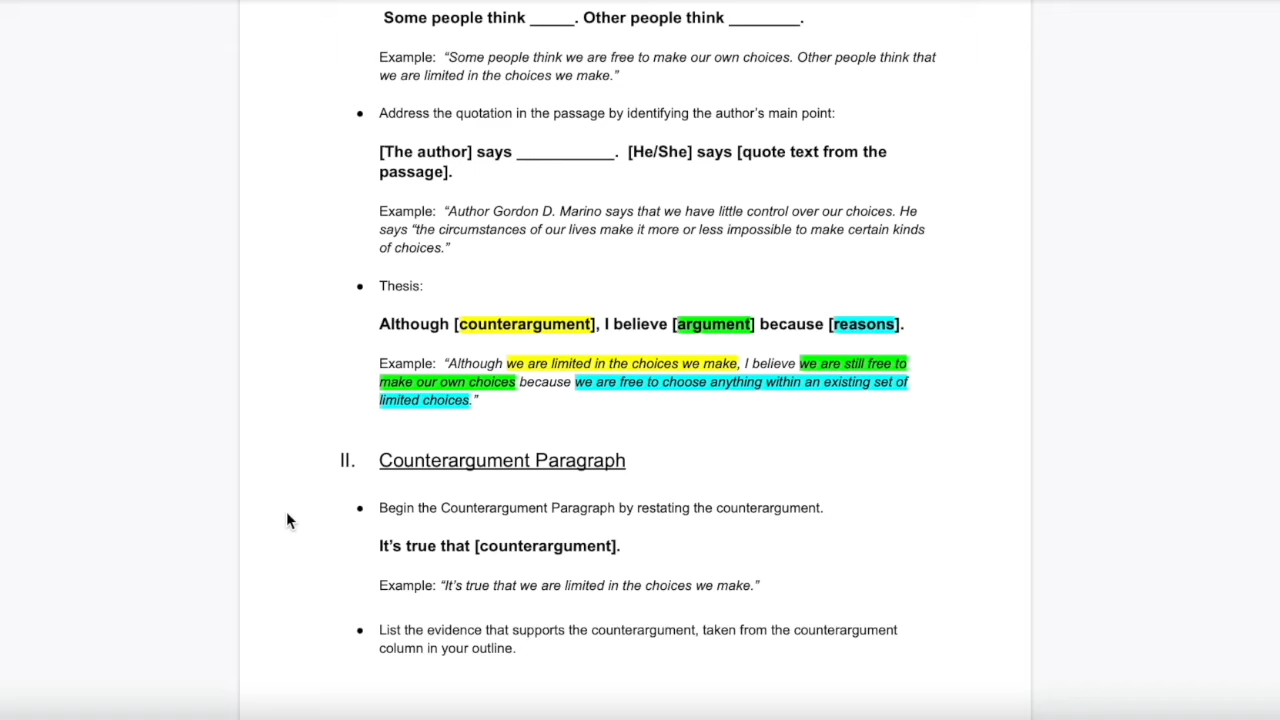 Some people think _____. Other people think ________.
Example: “Some people think we are free to make our own choices. Other people think that
we are limited in the choices we make.”
● Address the quotation in the passage by identifying the author’s main point:
[The author] says ___________. [He/She] says [quote text from the
passage].
Example: “Author Gordon D. Marino says that we have little control over our choices. He
says “the circumstances of our lives make it more or less impossible to make certain kinds
of choices.”
● Thesis:
Although [counterargument], I believe [argument] because [reasons].
Example: “Although we are limited in the choices we make, I believe we are still free to
make our own choices because we are free to choose anything within an existing set of
limited choices.”
II. Counterargument Paragraph
● Begin the Counterargument Paragraph by restating the counterargument.
It’s true that [counterargument].
Example: “It’s true that we are limited in the choices we make.”
● List the evidence that supports the counterargument, taken from the counterargument
column in your outline.